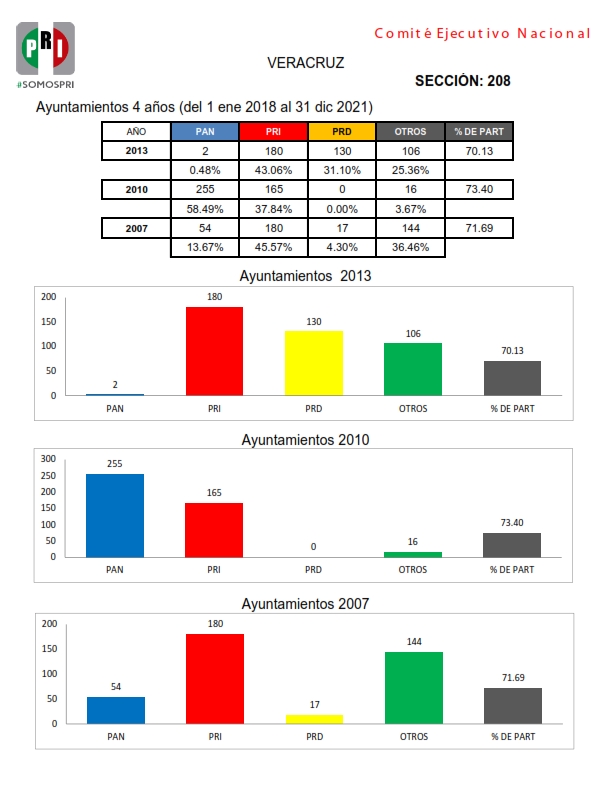 Comité Ejecutivo Nacional
PRI
#SOMOSPRI
VERACRUZ
SECCIÓN: 208
Ayuntamientos 4 años (del 1 ene 2018 al 31 dic 2021)
AÑO PAN PRI PRD OTROS % DE PART
2013 2 180 130 106 70.13
0.48% 43.06% 31.10% 25.36%
2010 255 165 0 16 73.40
58.49% 37.84% 0.00% 3.67%
2007 54 180 17 144 71.69
13.67% 45.57% 4.30% 36.46%
Ayuntamientos 2013
200
150
100
50
0
2 180 130 106 70.13
PAN PRI PRD OTROS % DE PART
Ayuntamientos 2010
300
250
200
150
100
50
0
255 165 0 16 73.40
PAN PRI PRD OTROS % DE PART
Ayuntamientos 2007
200
150
100
50
0
54 180 17 144 71.69
PAN PRI PRD OTROS % DE PART